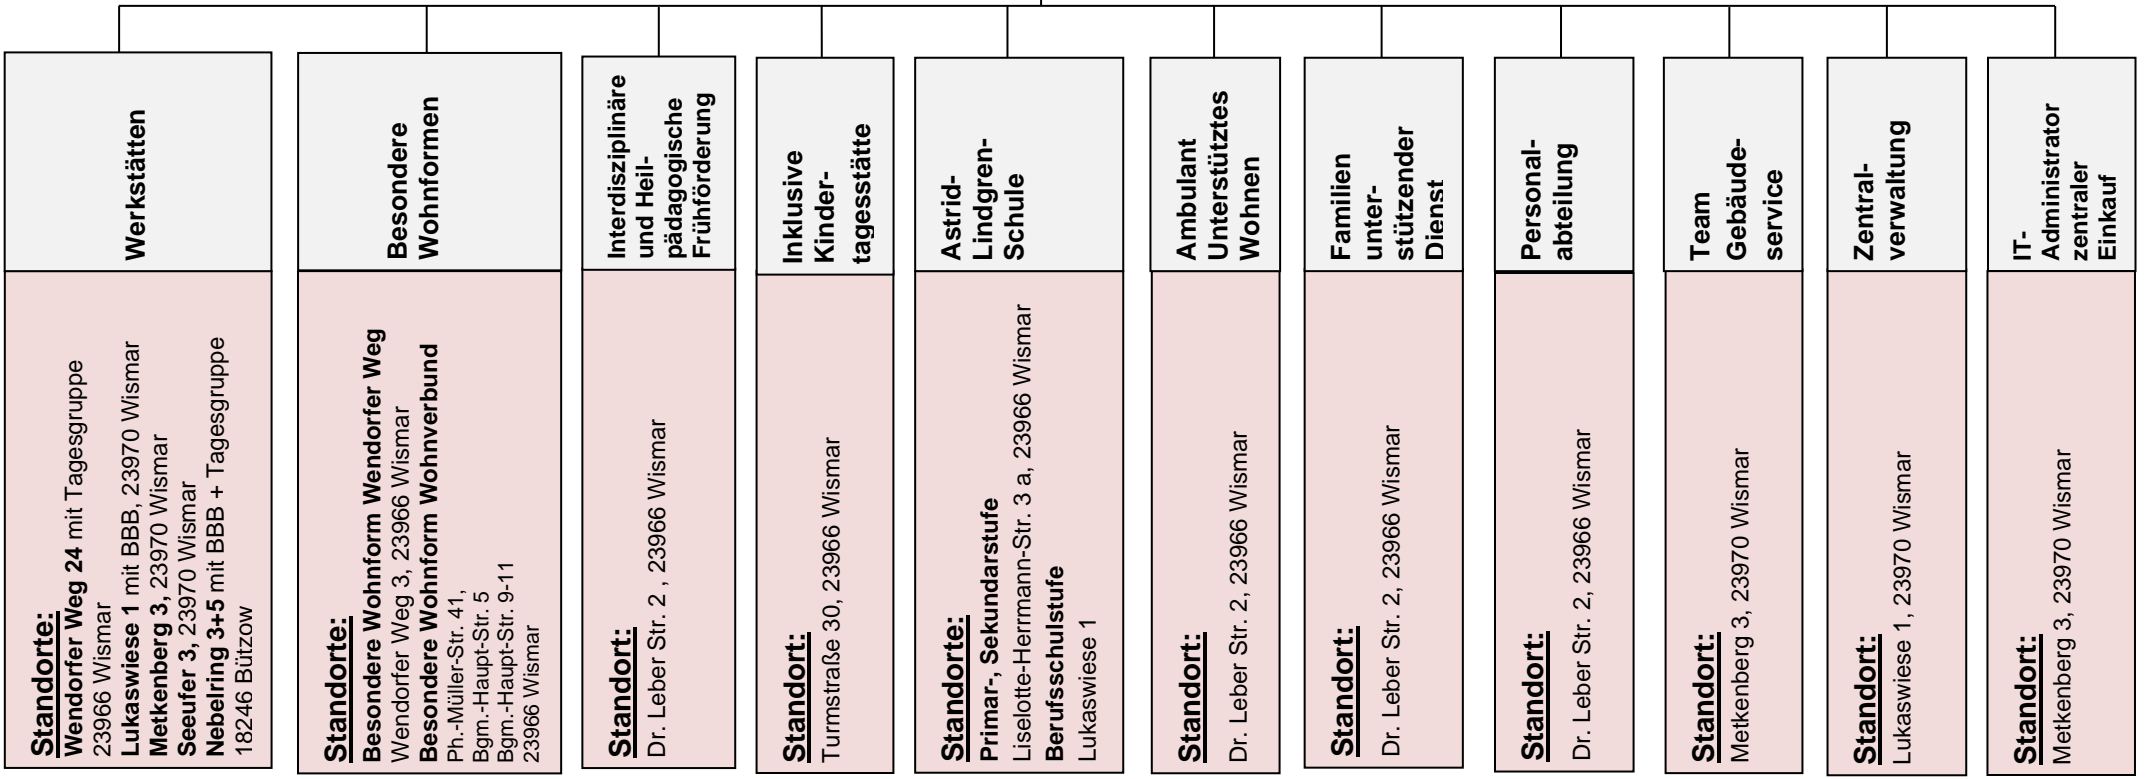 Werkstätten
Standorte:
Wendorfer Weg 24 mit Tagesgruppe
23966 Wismar
Lukaswiese 1 mit BBB, 23970 Wismar
Metkenberg 3, 23970 Wismar
Seeufer 3, 23970 Wismar
Nebelring 3+5 mit BBB + Tagesgruppe
18246 Bützow
Besondere
Wohnformen
Standorte:
Besondere Wohnform Wendorfer Weg
Wendorfer Weg 3, 23966 Wismar
Besondere Wohnform Wohnverbund
Ph.-Müller-Str. 41,
Bgm.-Haupt-Str. 5
Bgm.-Haupt-Str. 9-11
23966 Wismar
Interdisziplinäre
und Heil-
pädagogische
Frühförderung
Standort:
Dr. Leber Str. 2 , 23966 Wismar
Inklusive
Kinder-
tagesstätte
Standort:
Turmstraße 30, 23966 Wismar
Astrid-
Lindgren-
Schule
Standorte:
Primar-, Sekundarstufe
Liselotte-Herrmann-Str. 3 a, 23966 Wismar
Berufsschulstufe
Lukaswiese 1
Ambulant
Unterstütztes
Wohnen
Standort:
Dr. Leber Str. 2, 23966 Wismar
Familien
unter-
stützender
Dienst
Standort:
Dr. Leber Str. 2, 23966 Wismar
Personal-
abteilung
Standort:
Dr. Leber Str. 2, 23966 Wismar
Team
Gebäude-
service
Standort:
Metkenberg 3, 23970 Wismar
Zentral-
verwaltung
Standort:
Lukaswiese 1, 23970 Wismar
IT-
Administrator
zentraler
Einkauf
Standort:
Metkenberg 3, 23970 Wismar